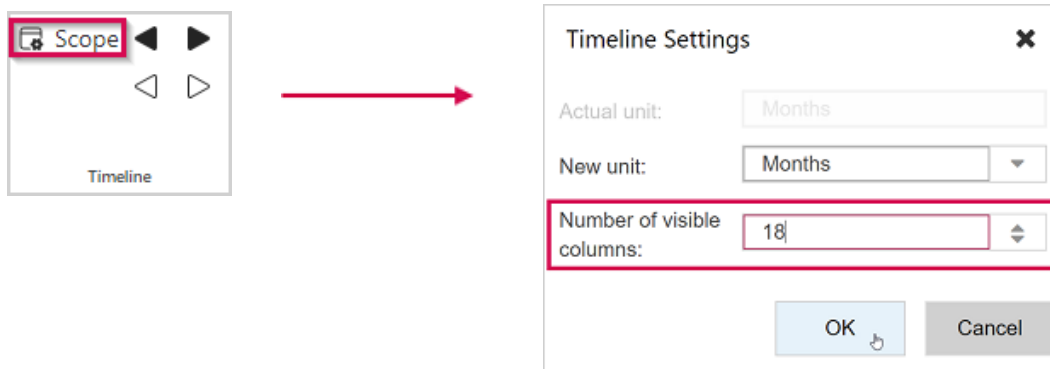 Scope
Timeline
Timeline Settings
Actual unit: Months
New unit: Months
Number of visible
columns: 18
OK Cancel